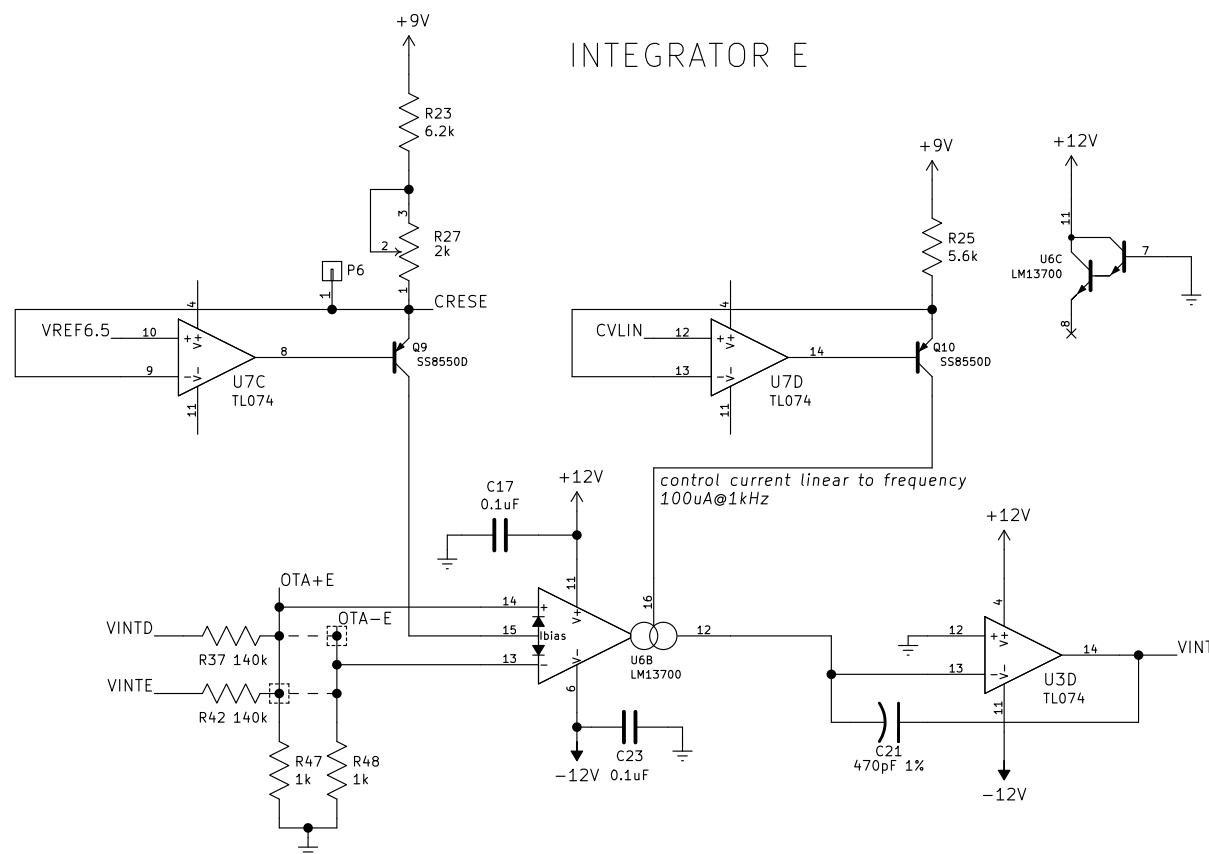 +9V
INTEGRATOR E
R23
6.2k
+9V
+12V
3
R27
2
2k
1
P6
1
CRESE
R25
5.6k
11
U6C
LM13700
7
8
4
VREF6.5
10
+
V+
8
Q9
SS8550D
9
−
V−
U7C
TL074
11
4
CVLIN
12
+
V+
14
Q10
SS8550D
13
−
V−
U7D
TL074
11
C17
0.1uF
+12V
control current linear to frequency
100uA@1kHz
+12V
11
16
4
OTA+E
14
+
V+
OTA−E
VINTD
R37 140k
15
Ibias
12
12
+
V+
13
−
V−
U6B
LM13700
13
−
V−
14
VINT
U3D
TL074
VINTE
R42 140k
6
11
C21
470pF 1%
R47
1k
R48
1k
−12V
C23
0.1uF
−12V